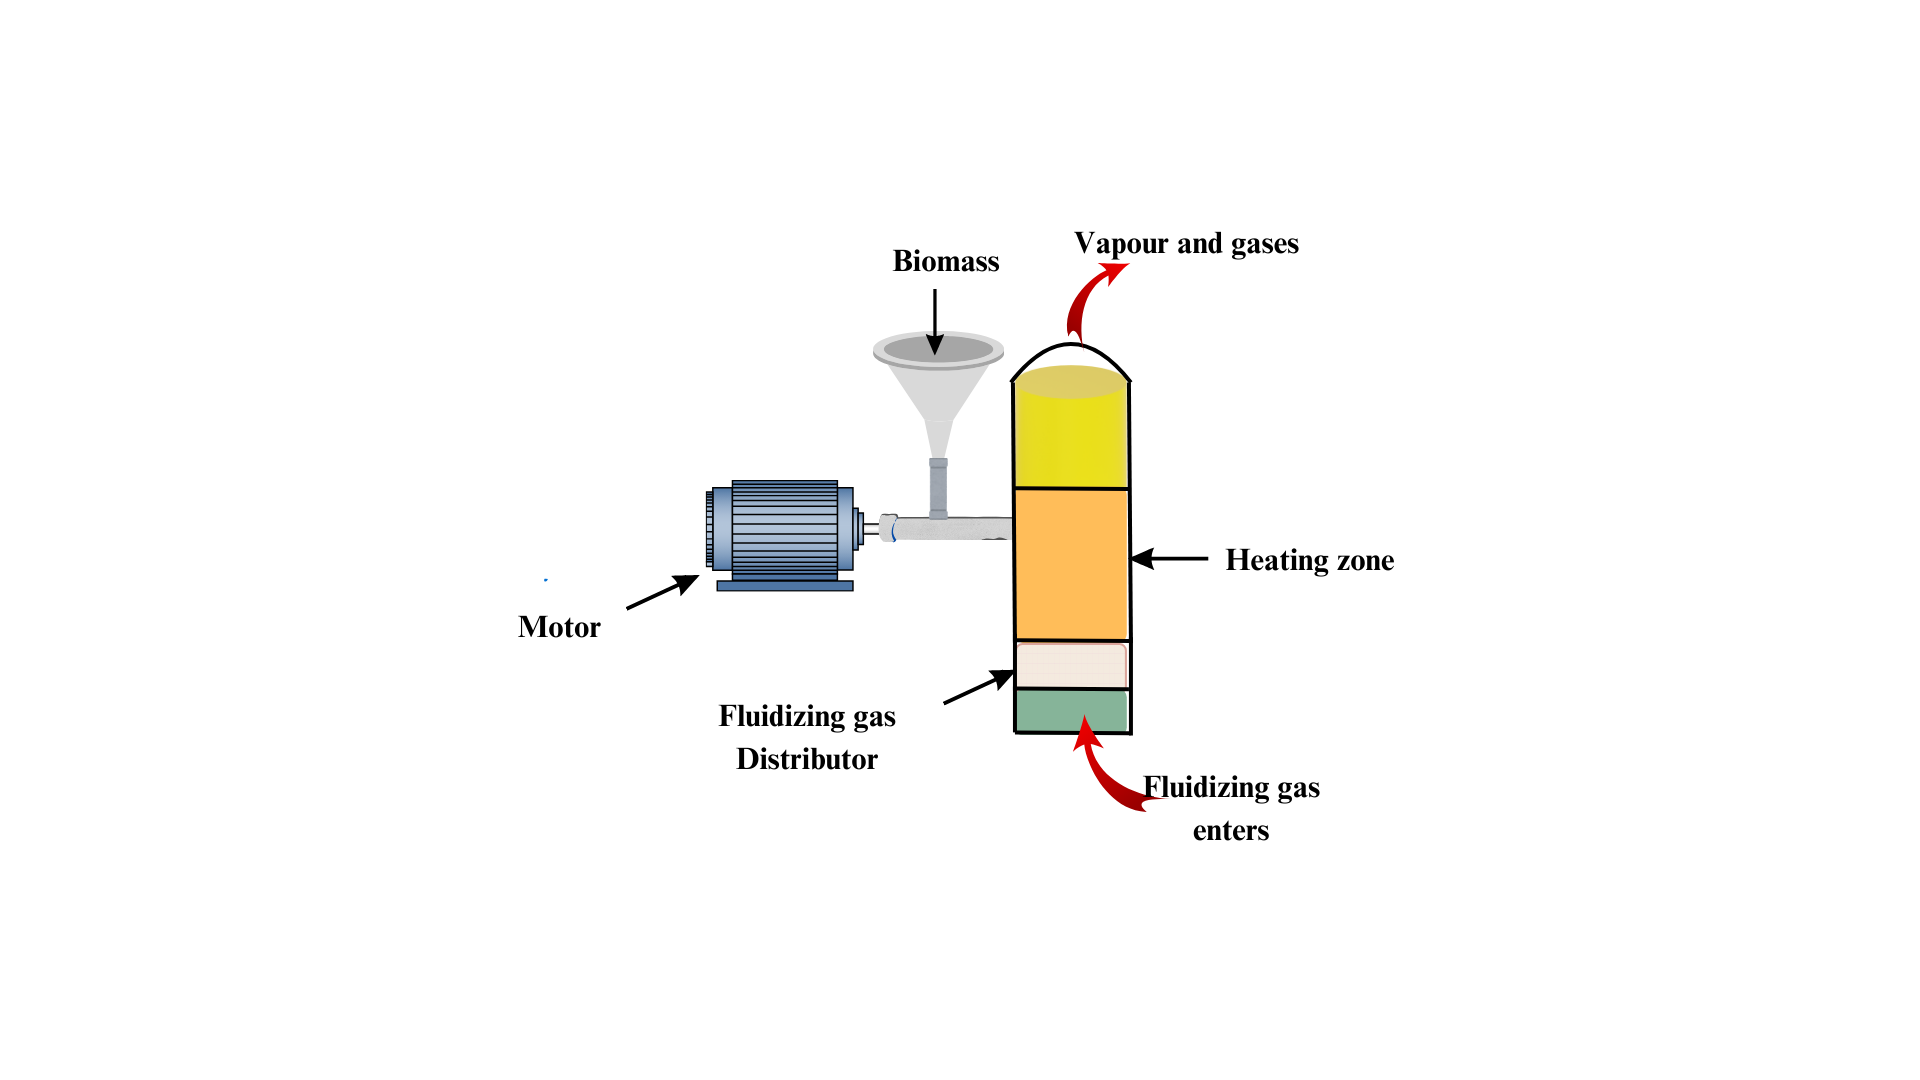 Vapour and gases
Biomass
Heating zone
Motor
Fluidizing gas
Distributor
Fluidizing gas
enters